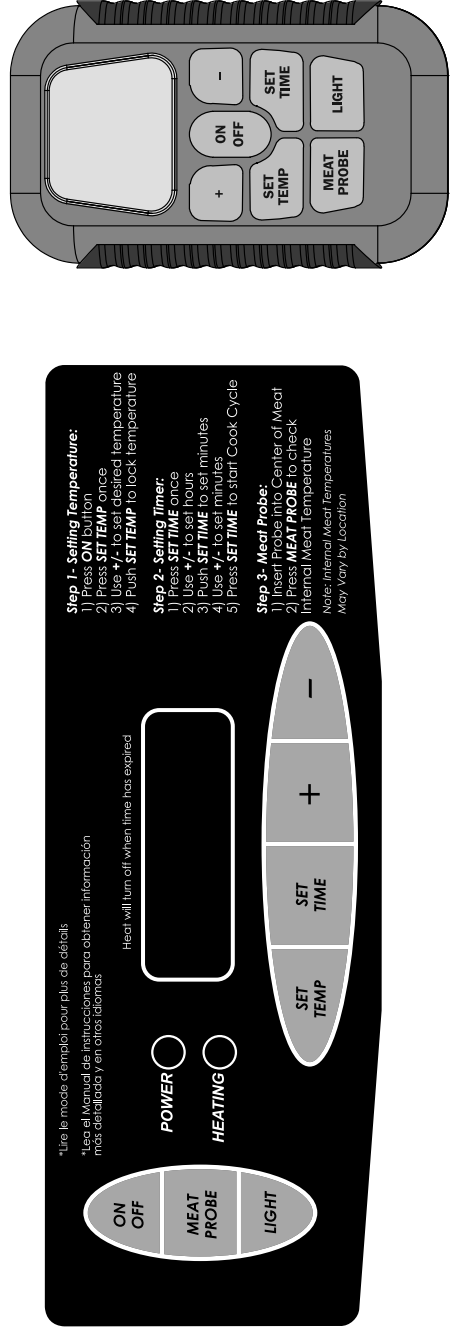 +
ON
OFF
−
SET
TEMP
SET
TIME
MEAT
PROBE
LIGHT
*Lire le mode d'emploi pour plus de détails
*Lea el Manual de instrucciones para obtener información
más detallada y en otros idiomas
ON
OFF
MEAT
PROBE
LIGHT
POWER
HEATING
Heat will turn off when time has expired
SET
TEMP
SET
TIME
+
−
Step 1- Setting Temperature:
1) Press ON button
2) Press SET TEMP once
3) Use +/- to set desired temperature
4) Push SET TEMP to lock temperature
Step 2- Setting Timer:
1) Press SET TIME once
2) Use +/- to set hours
3) Push SET TIME to set minutes
4) Use +/- to set minutes
5) Press SET TIME to start Cook Cycle
Step 3- Meat Probe:
1) Insert Probe into Center of Meat
2) Press MEAT PROBE to check
Internal Meat Temperature
Note: Internal Meat Temperatures
May Vary by Location